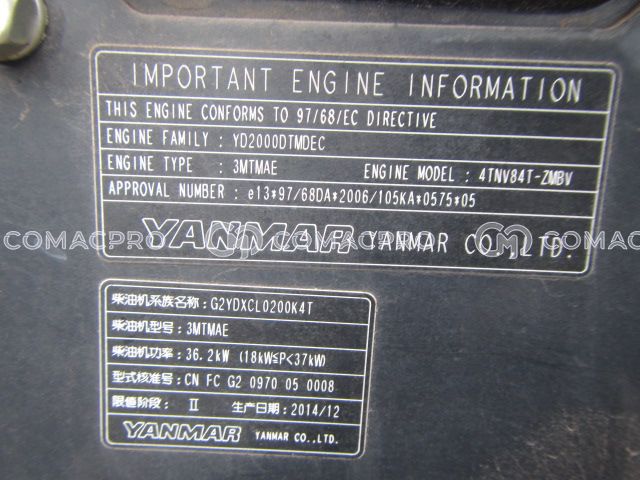 IMPORTANT ENGINE INFORMATION
THIS ENGINE CONFORMS TO 97/68/EC DIRECTIVE
ENGINE FAMILY : YD2000DTMDEC
ENGINE TYPE : 3MTMAE ENGINE MODEL : 4TNV84T-ZMBV
APPROVAL NUMBER : e13*97/68DA*2006/105KA*0575*05
YANMAR YANMAR CO.,LTD.
COMACPRO COMACPRO COMACPRO
柴油机系族名称: G2YDXCL0200K4T
柴油机型号: 3MTMAE
柴油机功率: 36.2kW (18kW≦P<37kW)
型式核准号: CN FC G2 0970 05 0008
限值阶段: Ⅱ 生产日期: 2014/12
YANMAR YANMAR CO.,LTD.